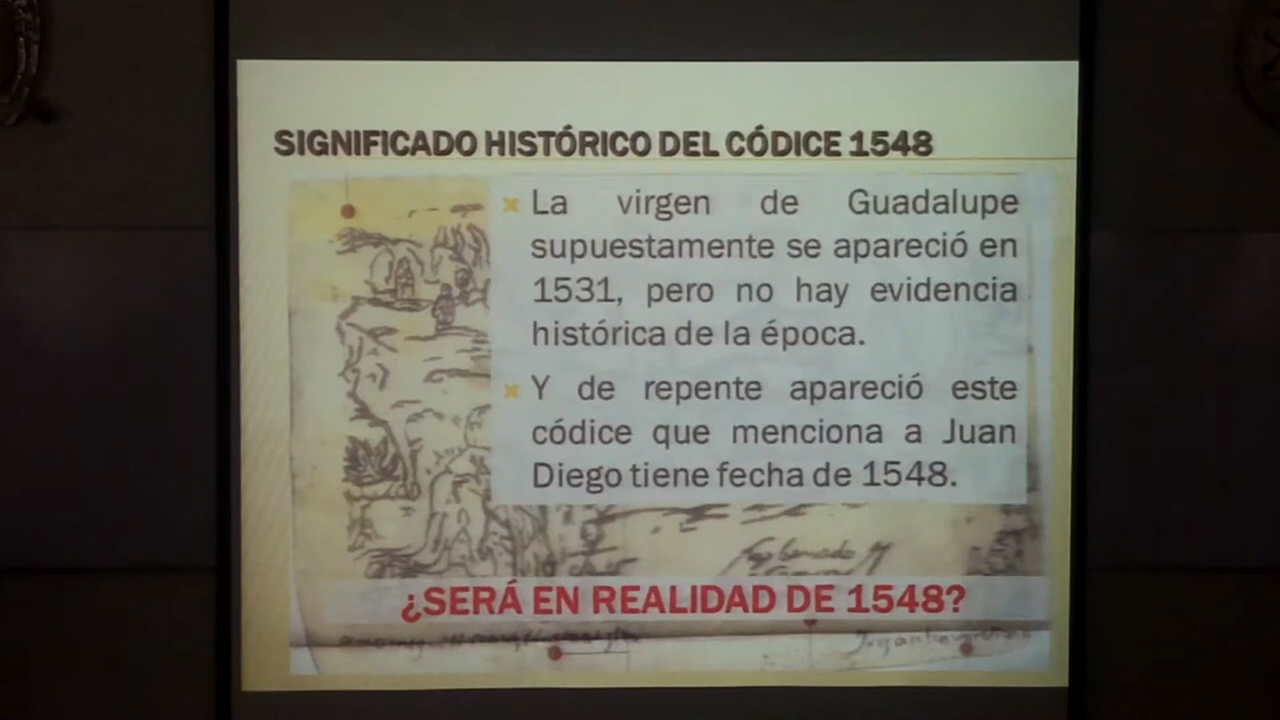 SIGNIFICADO HISTÓRICO DEL CÓDICE 1548
La virgen de Guadalupe
supuestamente se apareció en
1531, pero no hay evidencia
histórica de la época.
Y de repente apareció este
códice que menciona a Juan
Diego tiene fecha de 1548.
¿SERÁ EN REALIDAD DE 1548?